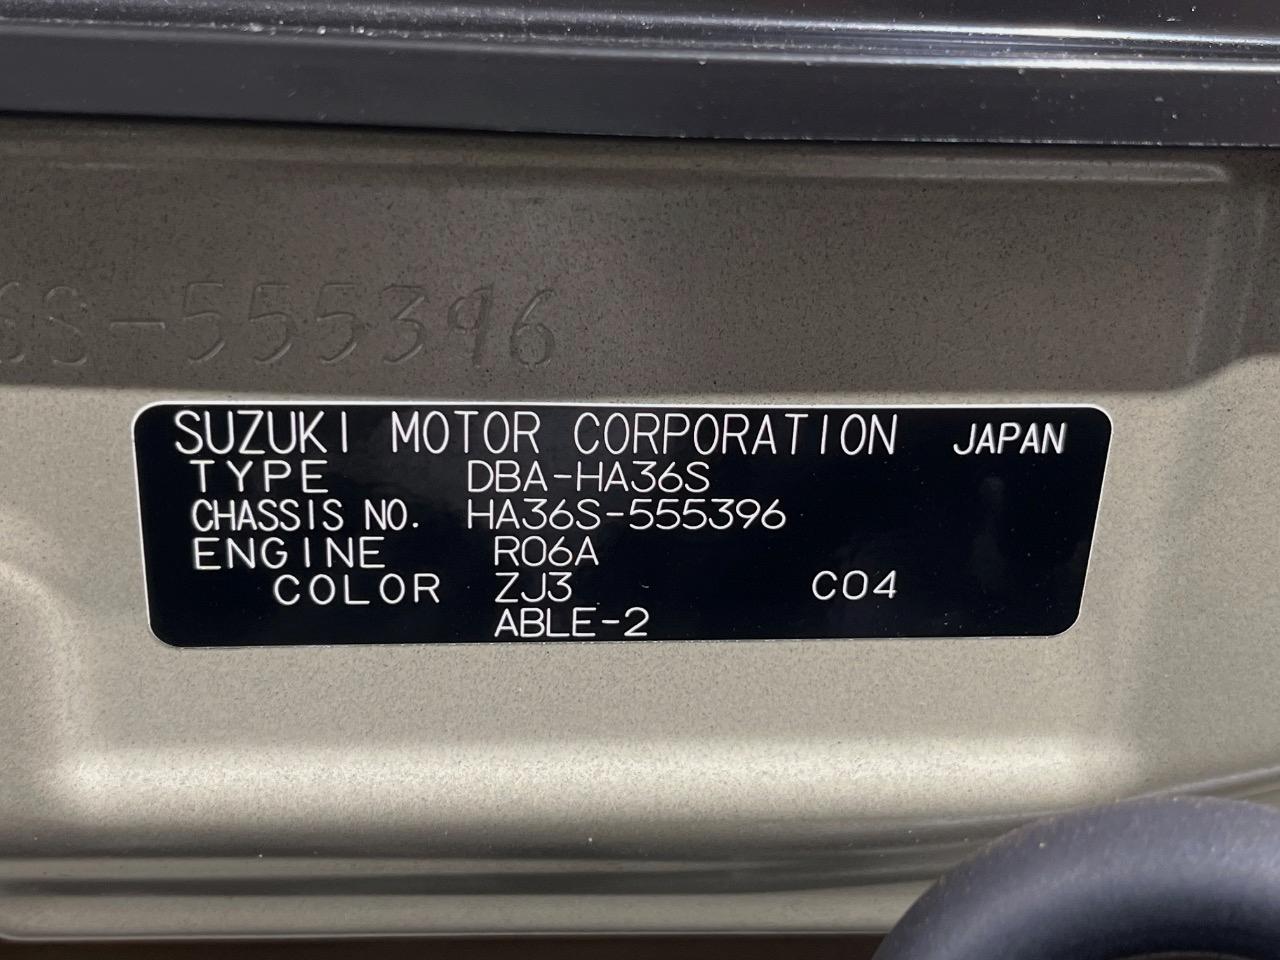 6S-555396
SUZUKI MOTOR CORPORATION JAPAN
TYPE DBA-HA36S
CHASSIS NO. HA36S-555396
ENGINE R06A
COLOR ZJ3 C04
ABLE-2